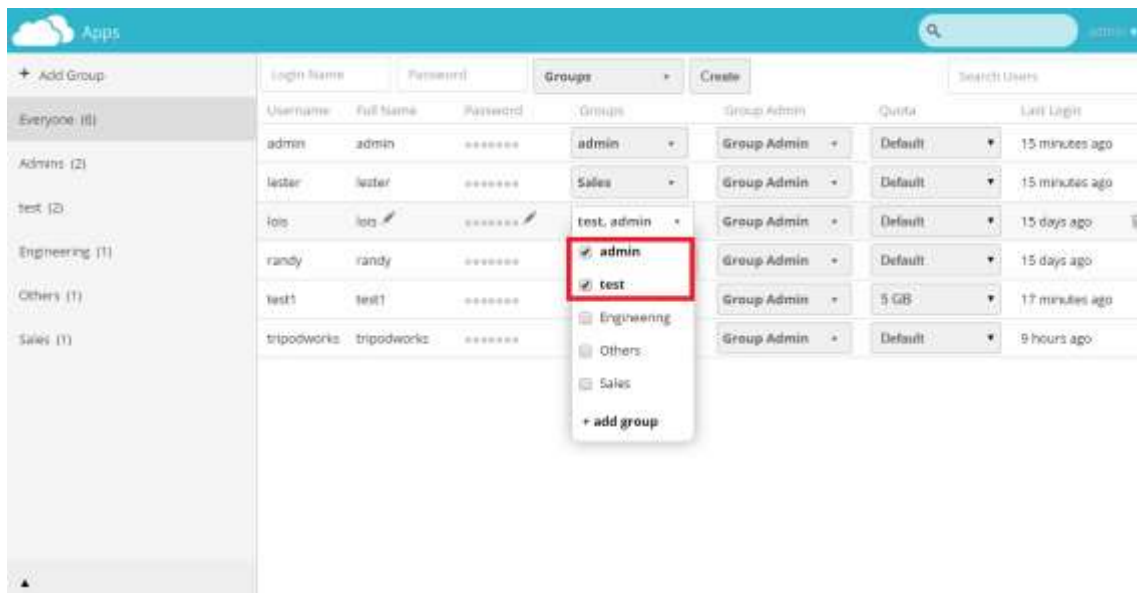 Apps
admin
+ Add Group
Login Name Password Groups Create Search Users
Everyone (6)
Admins (2)
test (2)
Engineering (1)
Others (1)
Sales (1)
Username Full Name Password Groups Group Admin Quota Last Login
admin admin admin Group Admin Default 15 minutes ago
lester lester Sales Group Admin Default 15 minutes ago
lois lois test, admin Group Admin Default 15 days ago
randy randy Group Admin Default 15 days ago
test1 test1 Group Admin 5 GB 17 minutes ago
tripodworks tripodworks Group Admin Default 9 hours ago
admin
test
Engineering
Others
Sales
+ add group